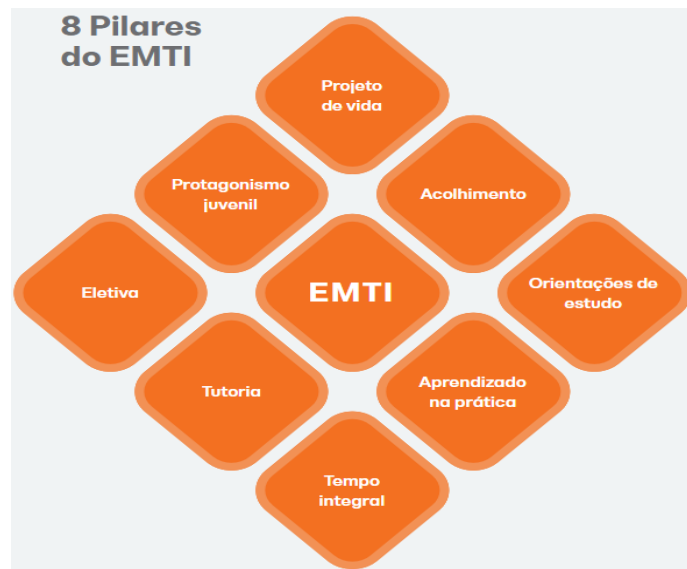 8 Pilares
do EMTI
Projeto
de vida
Protagonismo
juvenil
Acolhimento
Eletiva
EMTI
Orientações de
estudo
Tutoria
Aprendizado
na prática
Tempo
integral